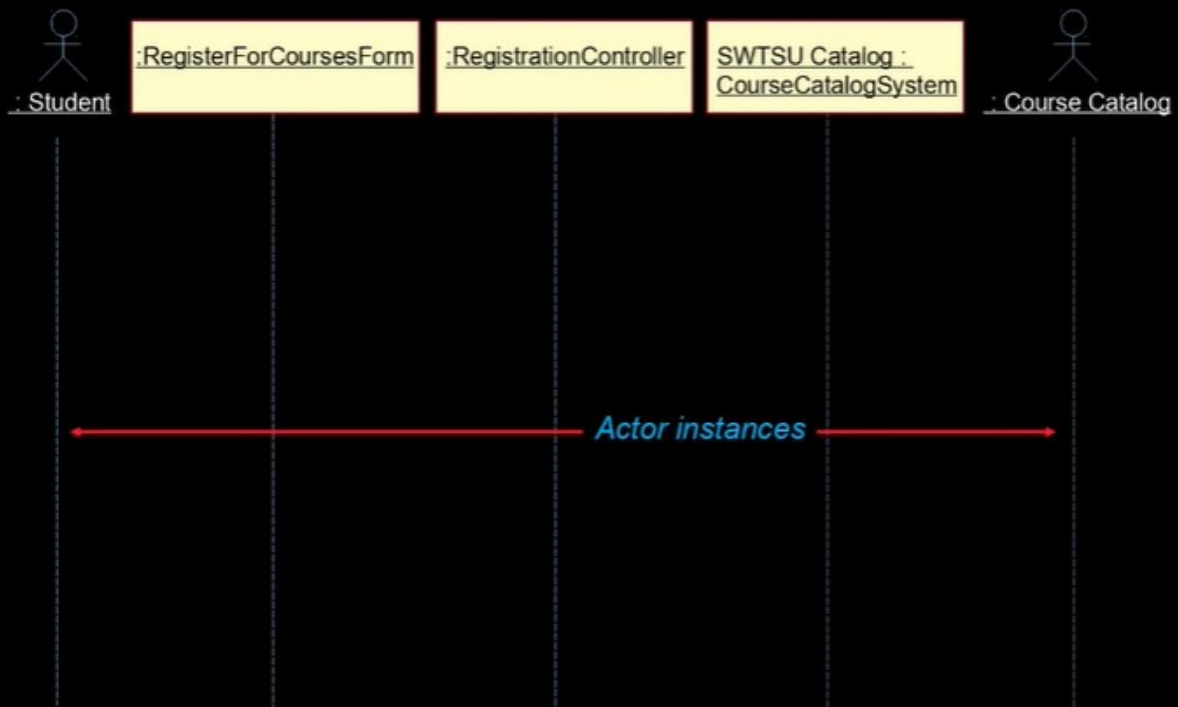 : Student
:RegisterForCoursesForm
:RegistrationController
SWTSU Catalog :
CourseCatalogSystem
: Course Catalog
Actor instances